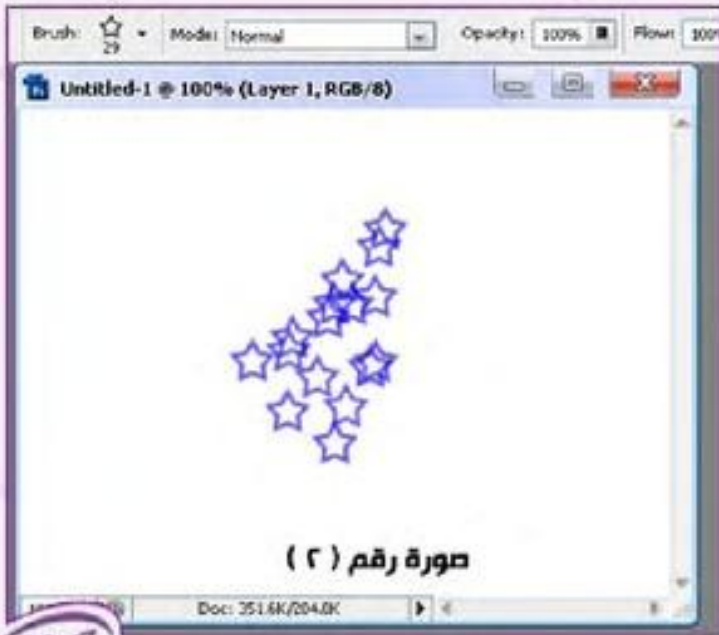 Brush: 29 Mode: Normal Opacity: 100% Flow: 100%
Untitled-1 @ 100% (Layer 1, RGB/8)
صورة رقم ( ٢ )
Doc: 351.6K/204.0K